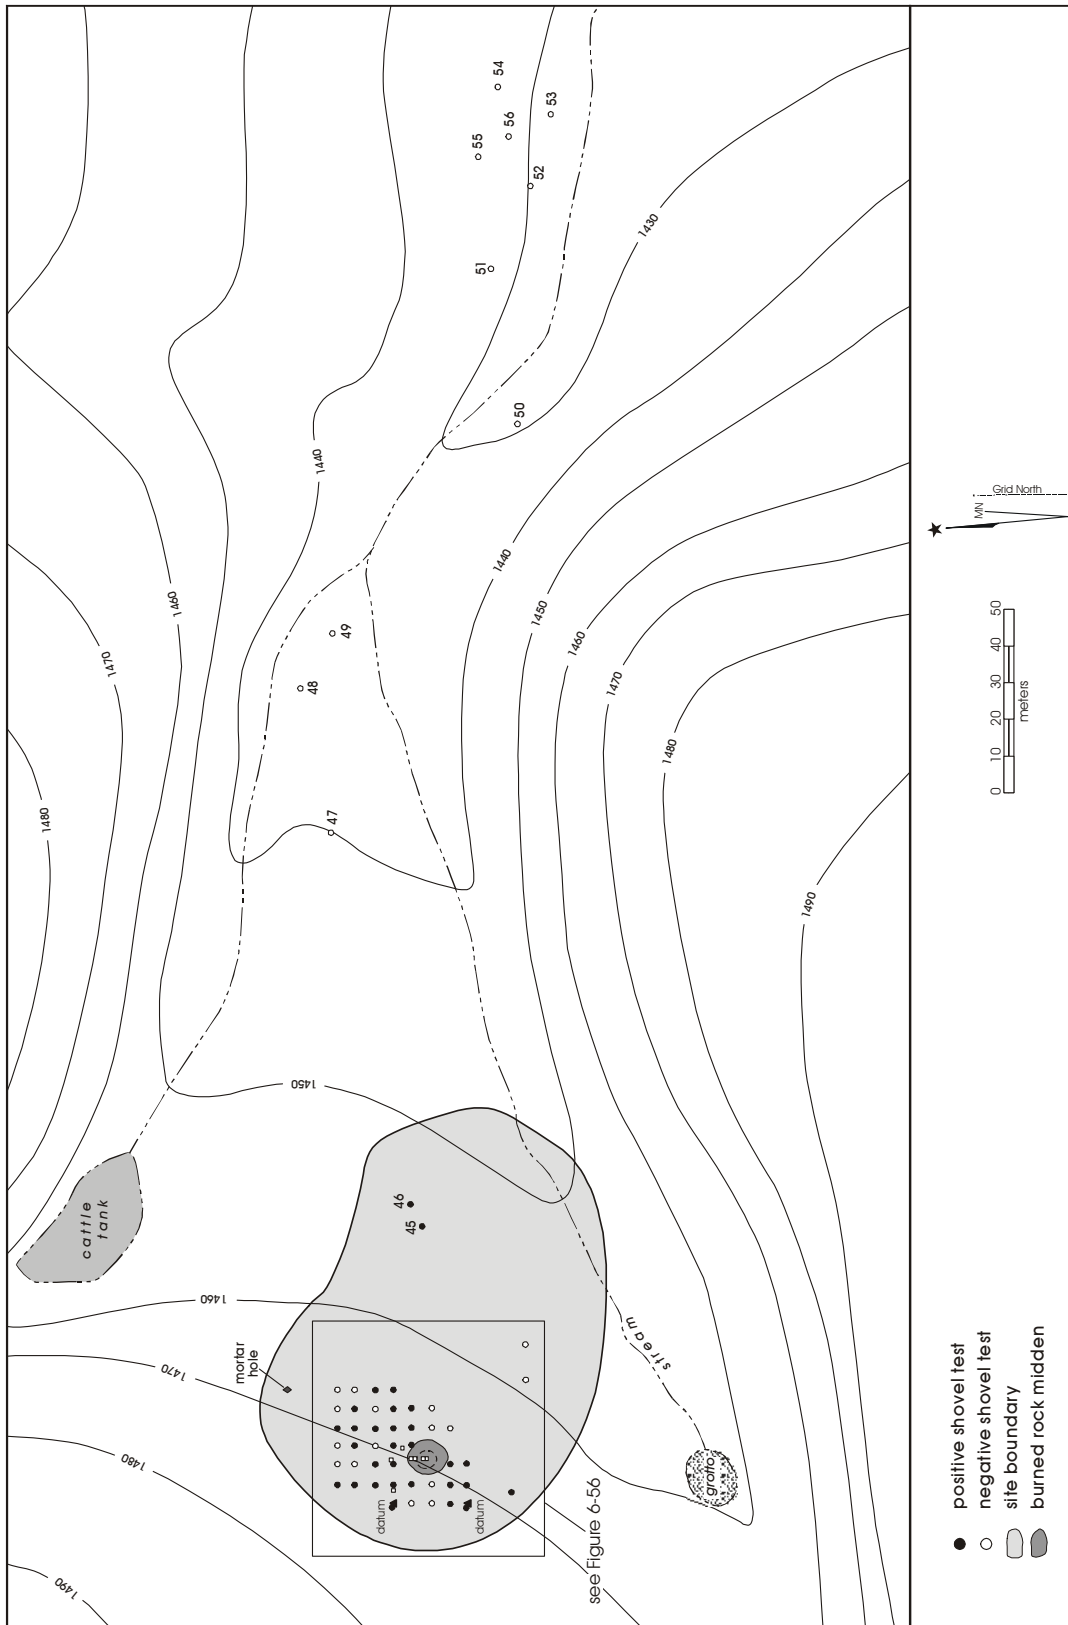 1490
1480
1470
1460
1450
1480
1470
1460
1440
1440
1450
1460
1470
1480
1490
1430
cattle
tank
mortar
hole
46
45
47
48
49
50
51
52
53
54
55
56
datum
datum
stream
grotto
see Figure 6-56
positive shovel test
negative shovel test
site boundary
burned rock midden
0 10 20 30 40 50
meters
MN
Grid North